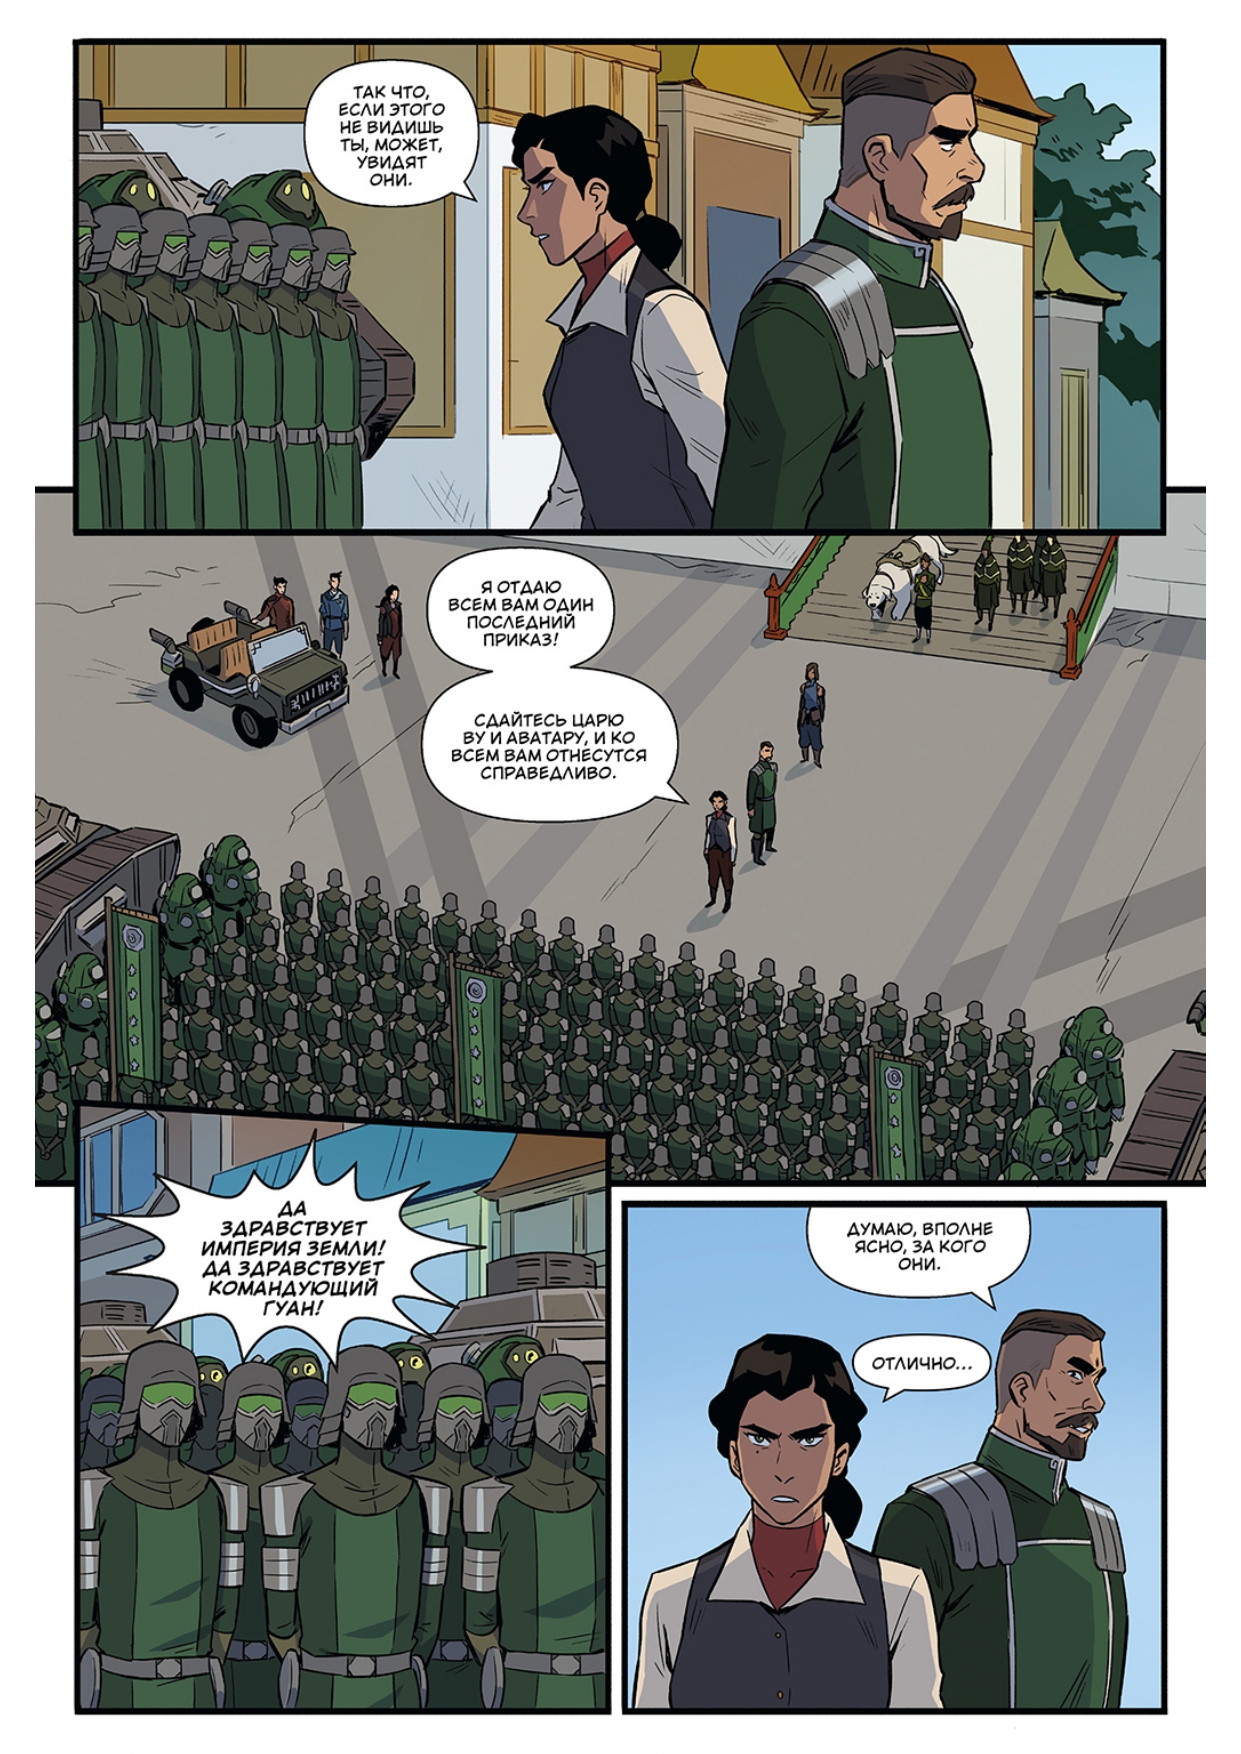 ТАК ЧТО,
ЕСЛИ ЭТОГО
НЕ ВИДИШЬ
ТЫ, МОЖЕТ,
УВИДЯТ
ОНИ.
Я ОТДАЮ
ВСЕМ ВАМ ОДИН
ПОСЛЕДНИЙ
ПРИКАЗ!
СДАЙТЕСЬ ЦАРЮ
ВУ И АВАТАРУ, И КО
ВСЕМ ВАМ ОТНЕСУТСЯ
СПРАВЕДЛИВО.
ДА
ЗДРАВСТВУЕТ
ИМПЕРИЯ ЗЕМЛИ!
ДА ЗДРАВСТВУЕТ
КОМАНДУЮЩИЙ
ГУАН!
ДУМАЮ, ВПОЛНЕ
ЯСНО, ЗА КОГО
ОНИ.
ОТЛИЧНО...